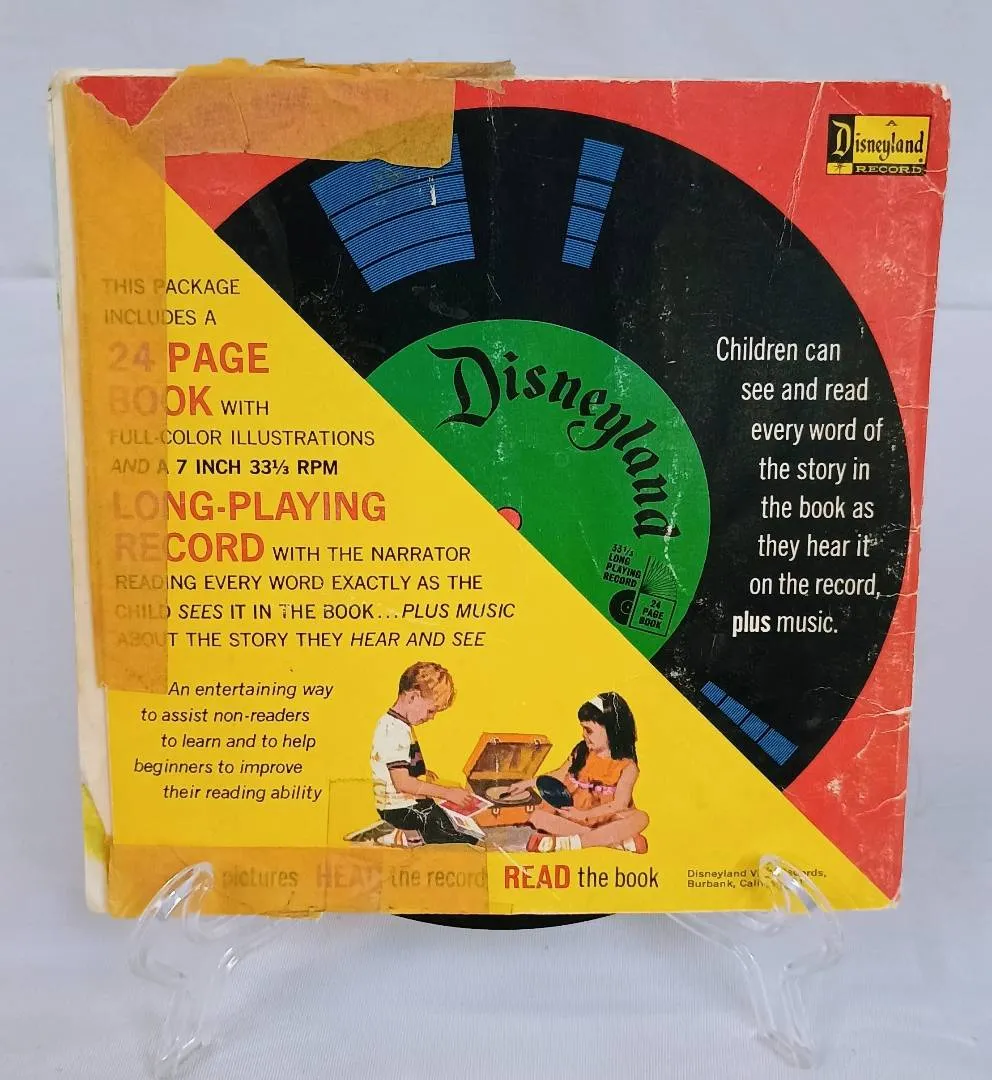 A
Disneyland
RECORD
THIS PACKAGE
INCLUDES A
24 PAGE
BOOK WITH
FULL-COLOR ILLUSTRATIONS
AND A 7 INCH 33⅓ RPM
LONG-PLAYING
RECORD WITH THE NARRATOR
READING EVERY WORD EXACTLY AS THE
CHILD SEES IT IN THE BOOK...PLUS MUSIC
ABOUT THE STORY THEY HEAR AND SEE
An entertaining way
to assist non-readers
to learn and to help
beginners to improve
their reading ability
Disneyland
33⅓
LONG
PLAYING
RECORD
24
PAGE
BOOK
Children can
see and read
every word of
the story in
the book as
they hear it
on the record,
plus music.
pictures HEAR the record READ the book
Disneyland
Burbank,